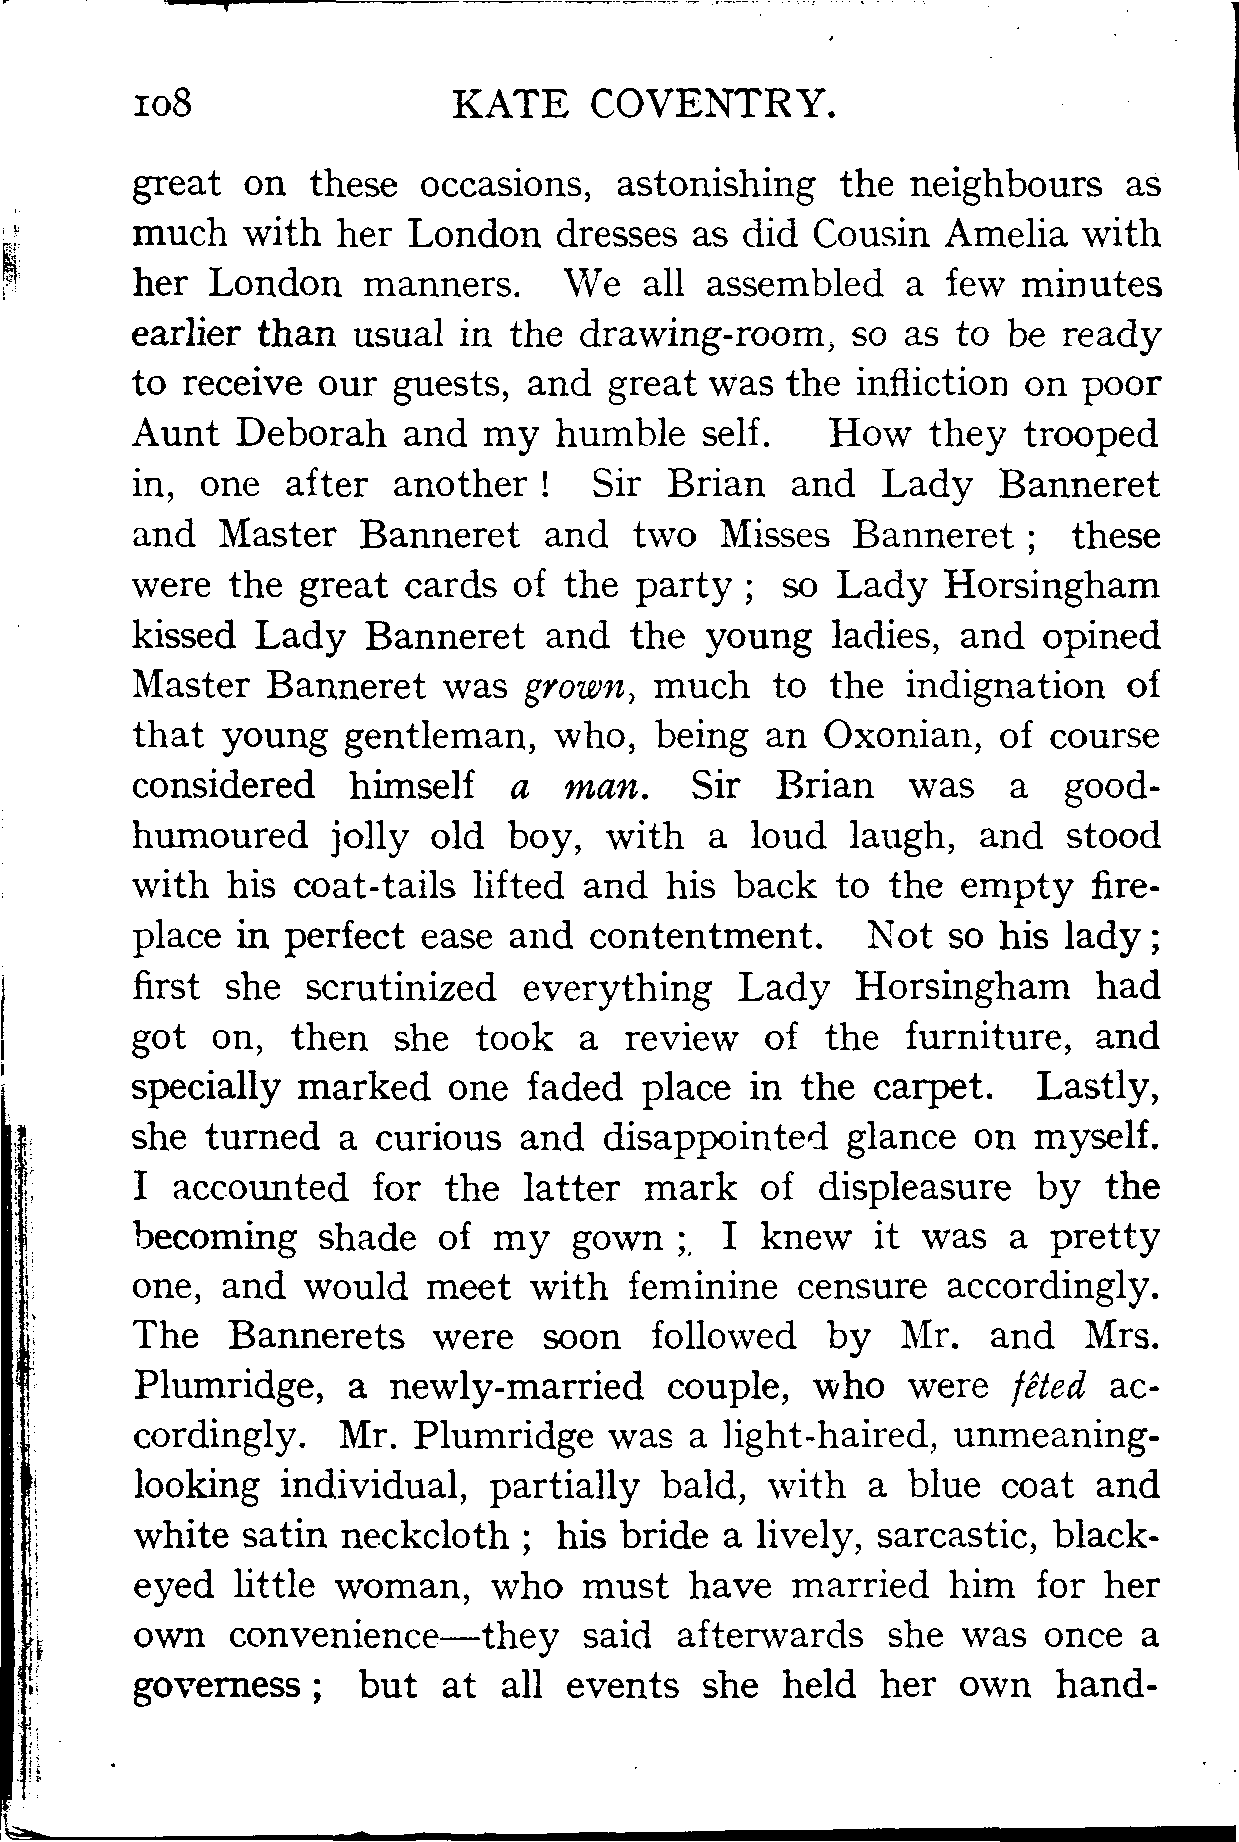 108 KATE COVENTRY.
great on these occasions, astonishing the neighbours as
much with her London dresses as did Cousin Amelia with
her London manners. We all assembled a few minutes
earlier than usual in the drawing-room, so as to be ready
to receive our guests, and great was the infliction on poor
Aunt Deborah and my humble self. How they trooped
in, one after another ! Sir Brian and Lady Banneret
and Master Banneret and two Misses Banneret ; these
were the great cards of the party ; so Lady Horsingham
kissed Lady Banneret and the young ladies, and opined
Master Banneret was grown, much to the indignation of
that young gentleman, who, being an Oxonian, of course
considered himself a man. Sir Brian was a good-
humoured jolly old boy, with a loud laugh, and stood
with his coat-tails lifted and his back to the empty fire-
place in perfect ease and contentment. Not so his lady ;
first she scrutinized everything Lady Horsingham had
got on, then she took a review of the furniture, and
specially marked one faded place in the carpet. Lastly,
she turned a curious and disappointed glance on myself.
I accounted for the latter mark of displeasure by the
becoming shade of my gown ; I knew it was a pretty
one, and would meet with feminine censure accordingly.
The Bannerets were soon followed by Mr. and Mrs.
Plumridge, a newly-married couple, who were fêted ac-
cordingly. Mr. Plumridge was a light-haired, unmeaning-
looking individual, partially bald, with a blue coat and
white satin neckcloth ; his bride a lively, sarcastic, black-
eyed little woman, who must have married him for her
own convenience—they said afterwards she was once a
governess ; but at all events she held her own hand-